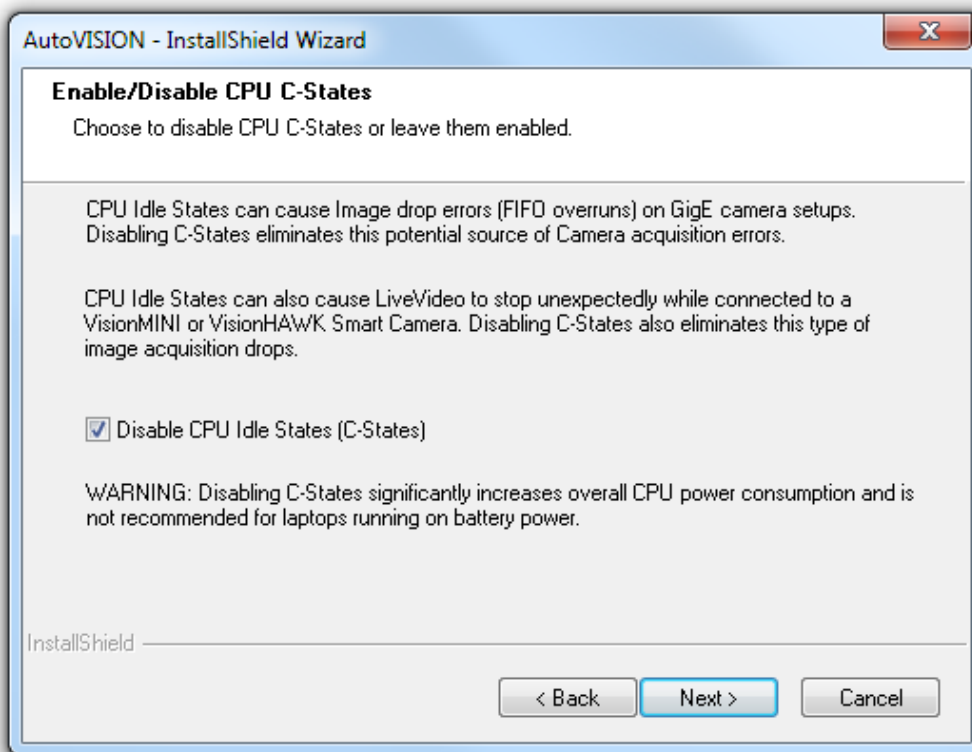 AutoVISION - InstallShield Wizard
Enable/Disable CPU C-States
Choose to disable CPU C-States or leave them enabled.
CPU Idle States can cause Image drop errors (FIFO overruns) on GigE camera setups.
Disabling C-States eliminates this potential source of Camera acquisition errors.
CPU Idle States can also cause LiveVideo to stop unexpectedly while connected to a
VisionMINI or VisionHAWK Smart Camera. Disabling C-States also eliminates this type of
image acquisition drops.
Disable CPU Idle States (C-States)
WARNING: Disabling C-States significantly increases overall CPU power consumption and is
not recommended for laptops running on battery power.
InstallShield
< Back Next > Cancel